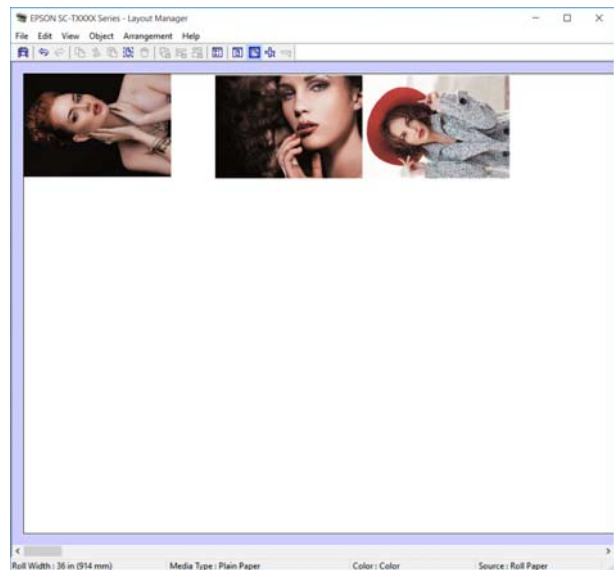 EPSON SC-TXXXX Series - Layout Manager
File Edit View Object Arrangement Help
Roll Width : 36 in (914 mm) Media Type : Plain Paper Color : Color Source : Roll Paper